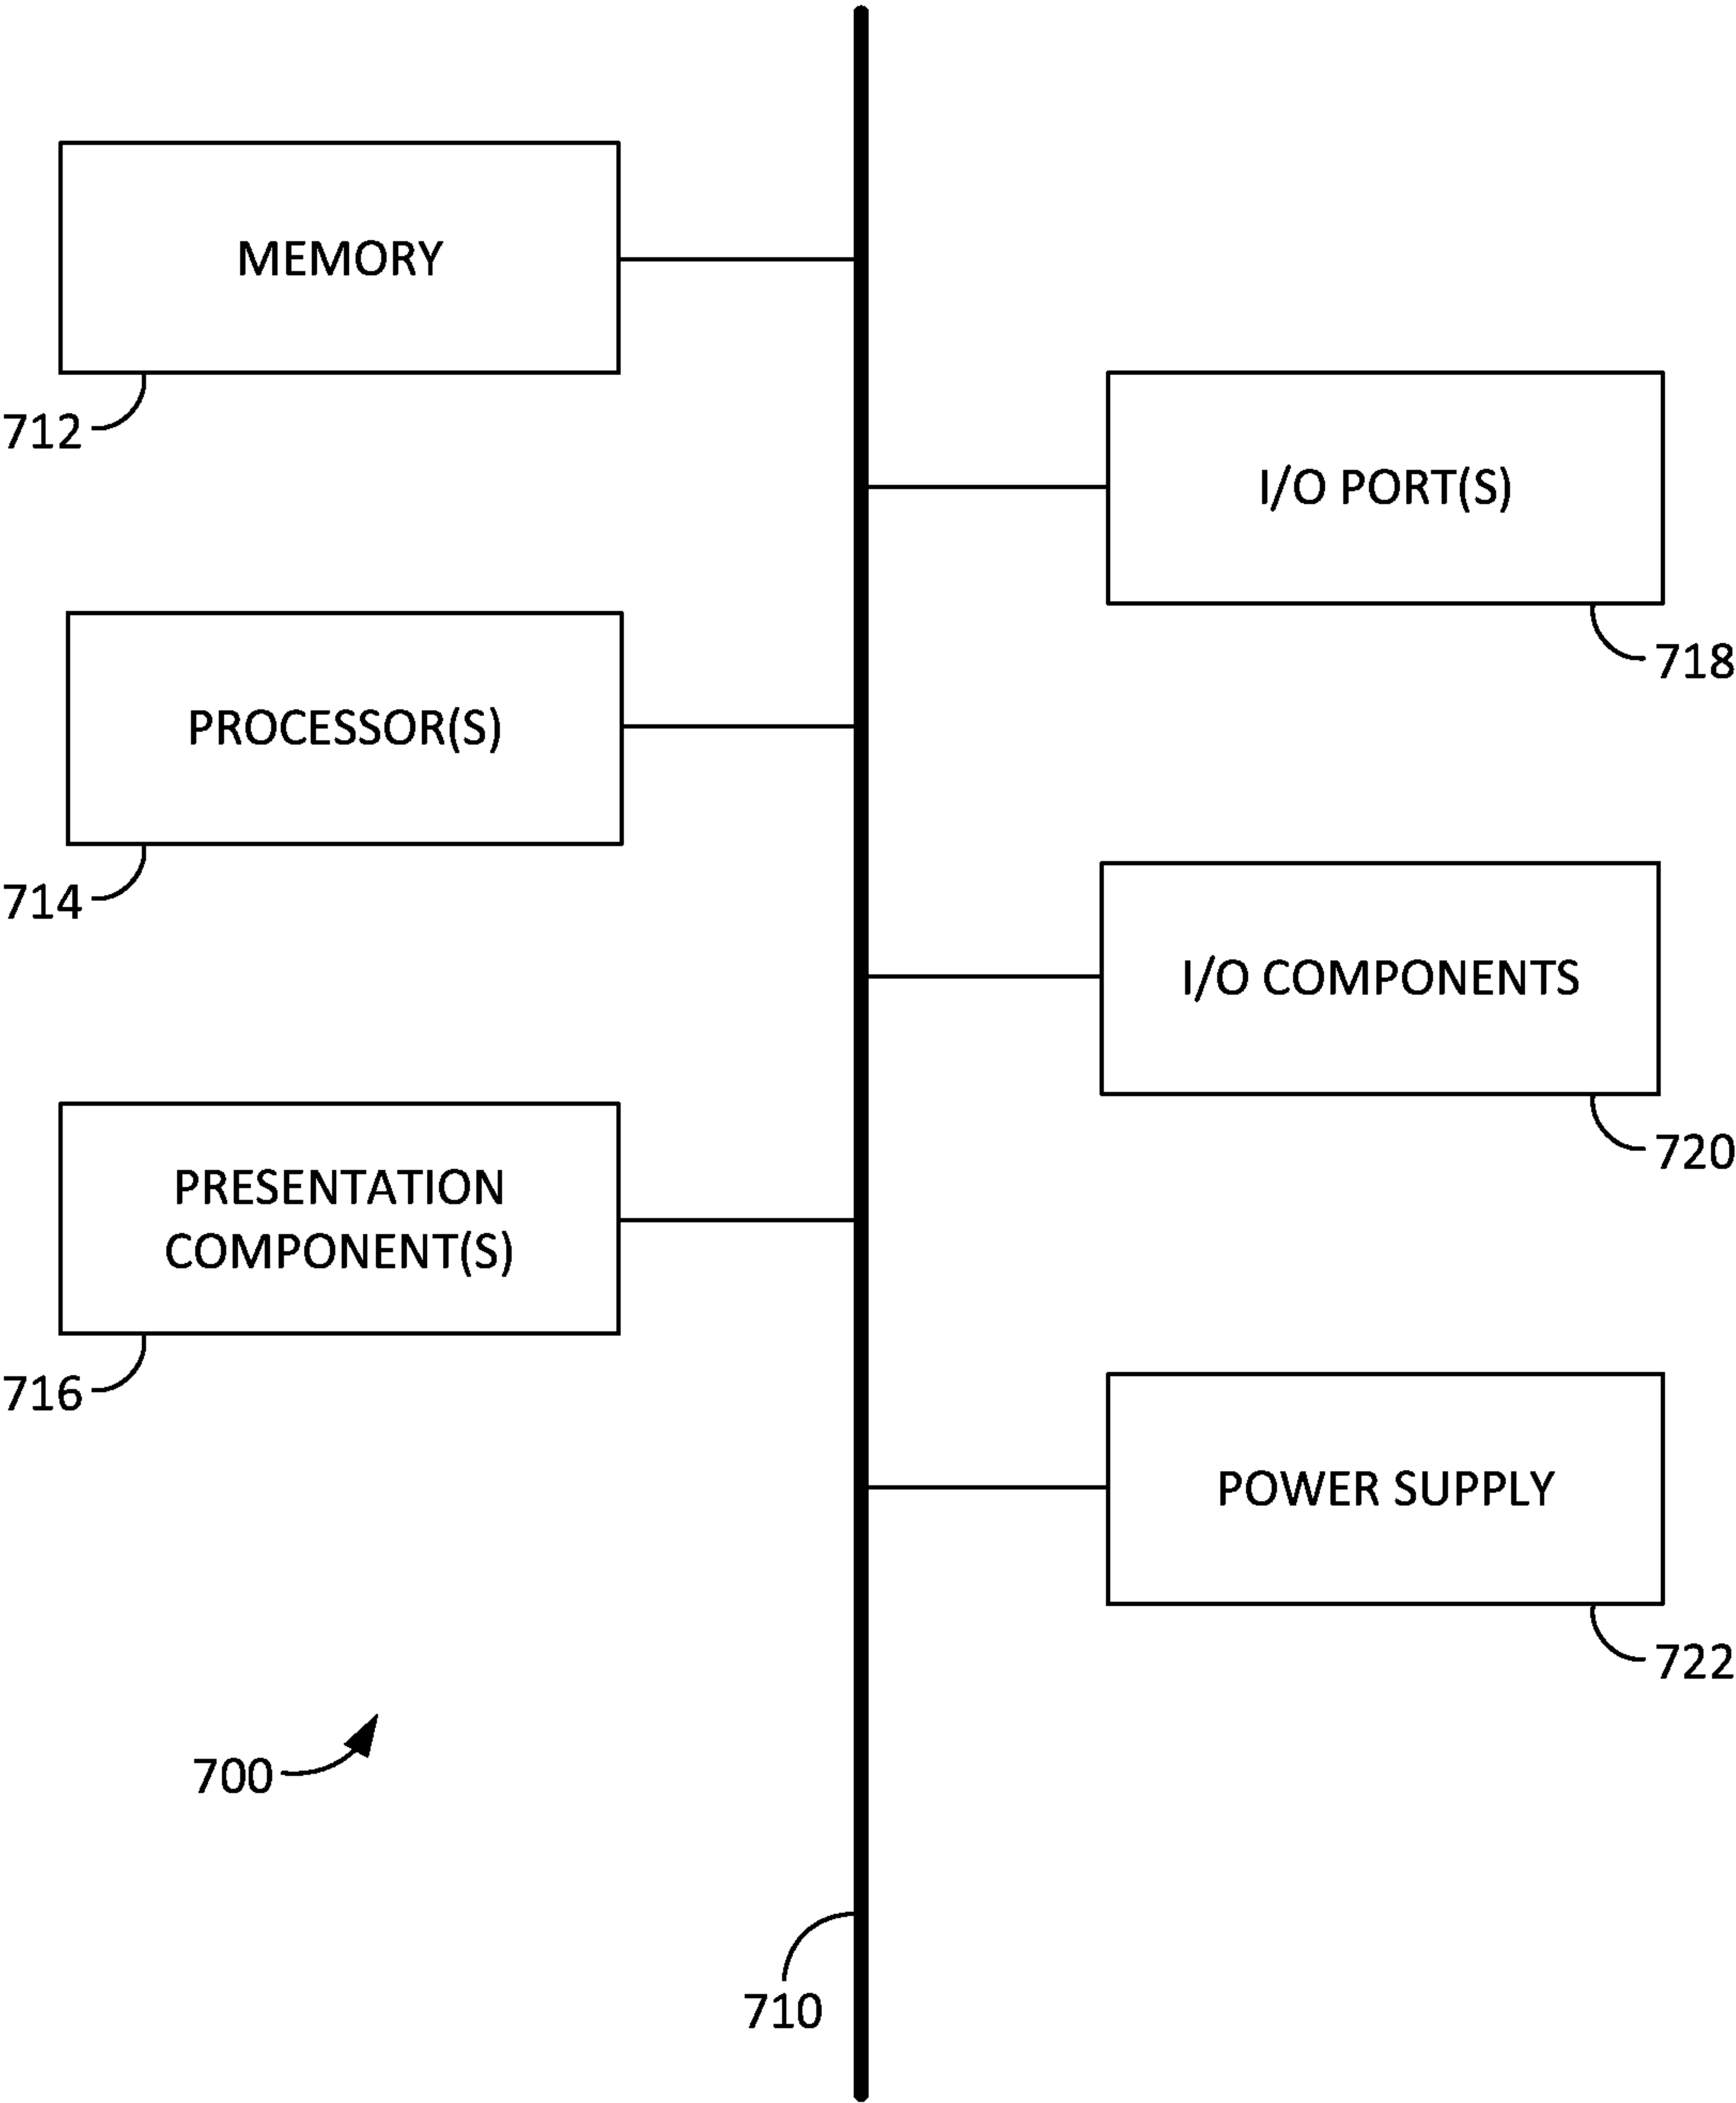 MEMORY
712
I/O PORT(S)
718
PROCESSOR(S)
714
I/O COMPONENTS
720
PRESENTATION
COMPONENT(S)
716
POWER SUPPLY
722
700
710